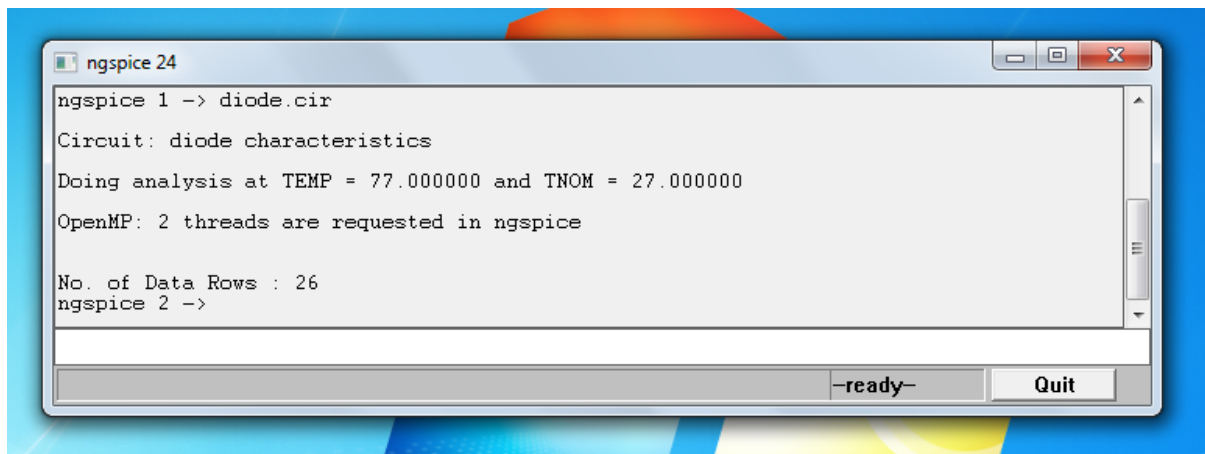 ngspice 24
ngspice 1 -> diode.cir
Circuit: diode characteristics
Doing analysis at TEMP = 77.000000 and TNOM = 27.000000
OpenMP: 2 threads are requested in ngspice
No. of Data Rows : 26
ngspice 2 ->
-ready-
Quit